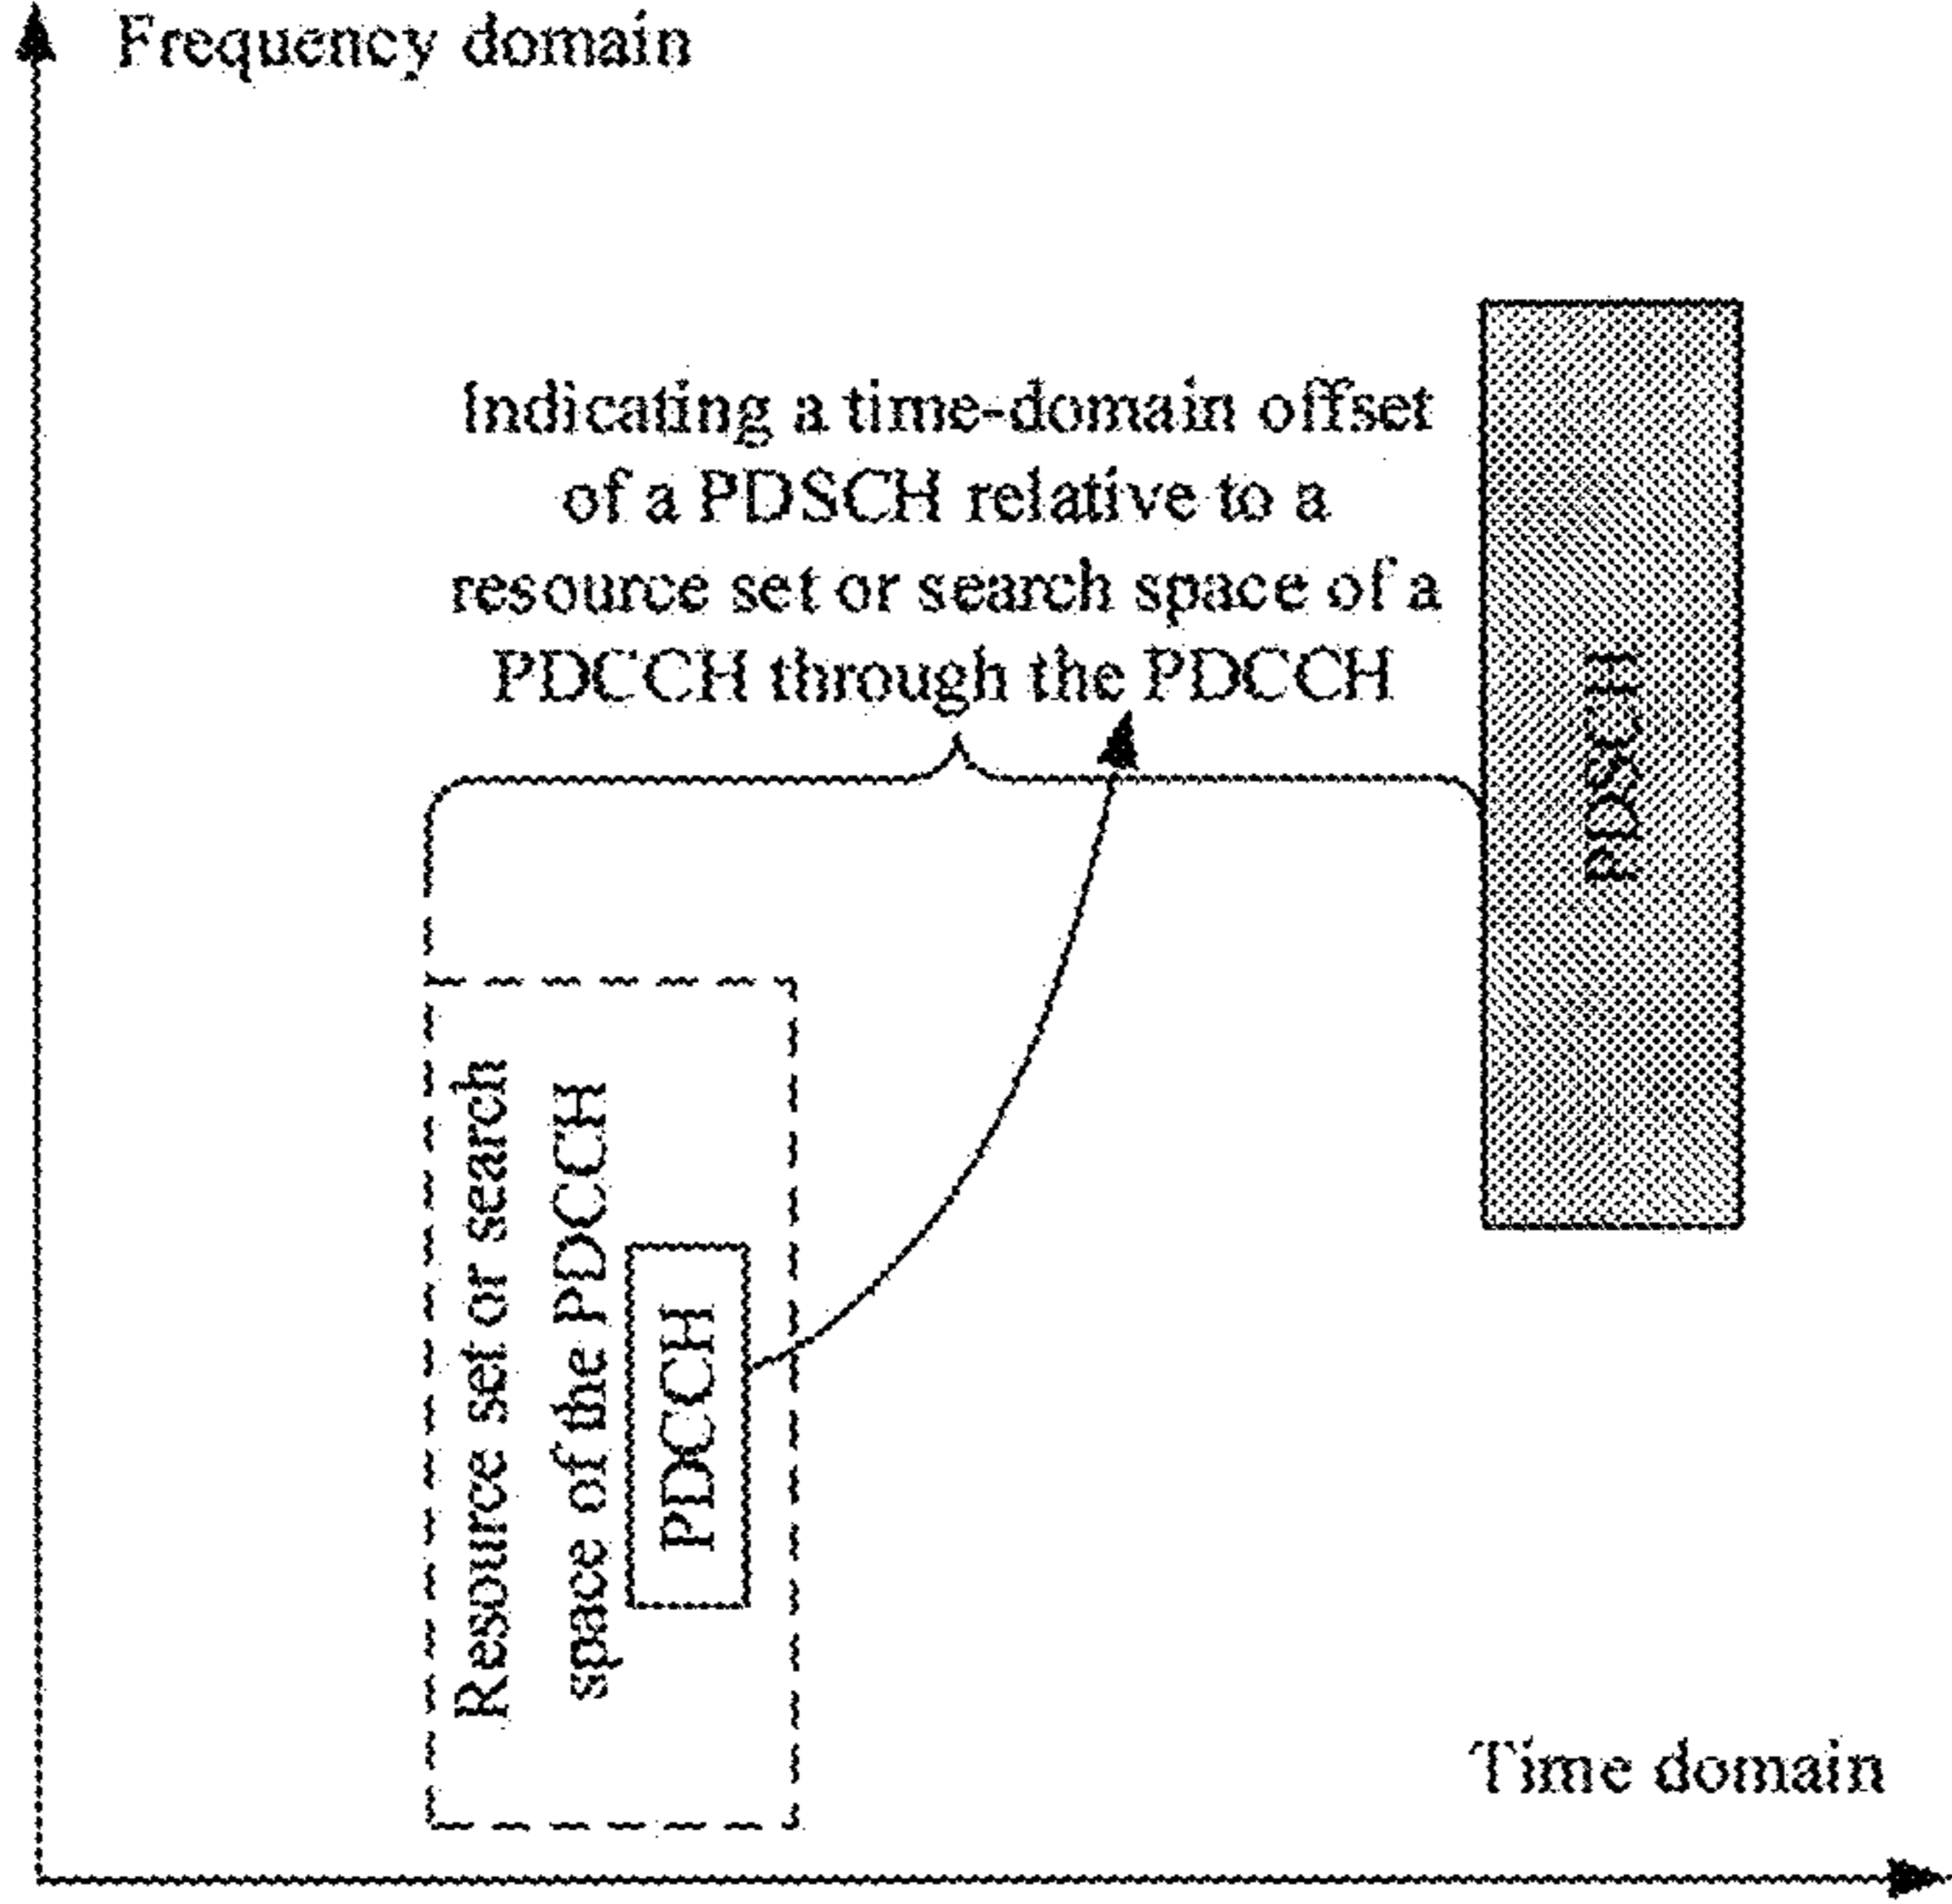 Frequency domain
Indicating a time-domain offset
of a PDSCH relative to a
resource set or search space of a
PDCCH through the PDCCH
PDSCH
Resource set or search
space of the PDCCH
PDCCH
Time domain